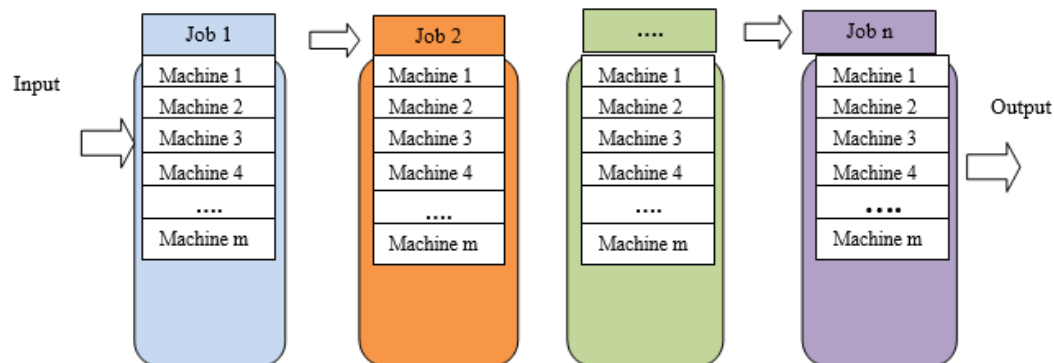 Input
Job 1
Machine 1
Machine 2
Machine 3
Machine 4
....
Machine m
Job 2
Machine 1
Machine 2
Machine 3
Machine 4
....
Machine m
....
Machine 1
Machine 2
Machine 3
Machine 4
....
Machine m
Job n
Machine 1
Machine 2
Machine 3
Machine 4
....
Machine m
Output